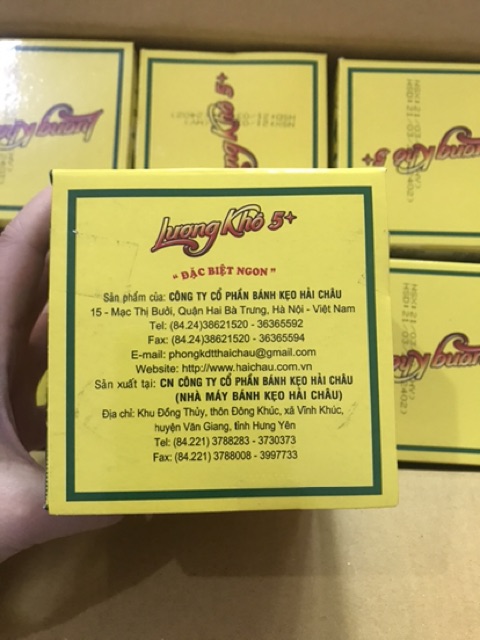 Lương Khô 5+
"ĐẶC BIỆT NGON"
Sản phẩm của: CÔNG TY CỔ PHẦN BÁNH KẸO HẢI CHÂU
15 - Mạc Thị Bưởi, Quận Hai Bà Trưng, Hà Nội - Việt Nam
Tel: (84.24)38621520 - 36365592
Fax: (84.24)38621520 - 36365594
E-mail: phongkdtthaichau@gmail.com
Website: http://www.haichau.com.vn
Sản xuất tại: CN CÔNG TY CỔ PHẦN BÁNH KẸO HẢI CHÂU
(NHÀ MÁY BÁNH KẸO HẢI CHÂU)
Địa chỉ: Khu Đồng Thủy, thôn Đông Khúc, xã Vĩnh Khúc,
huyện Văn Giang, tỉnh Hưng Yên
Tel: (84.221) 3788283 - 3730373
Fax: (84.221) 3788008 - 3997733